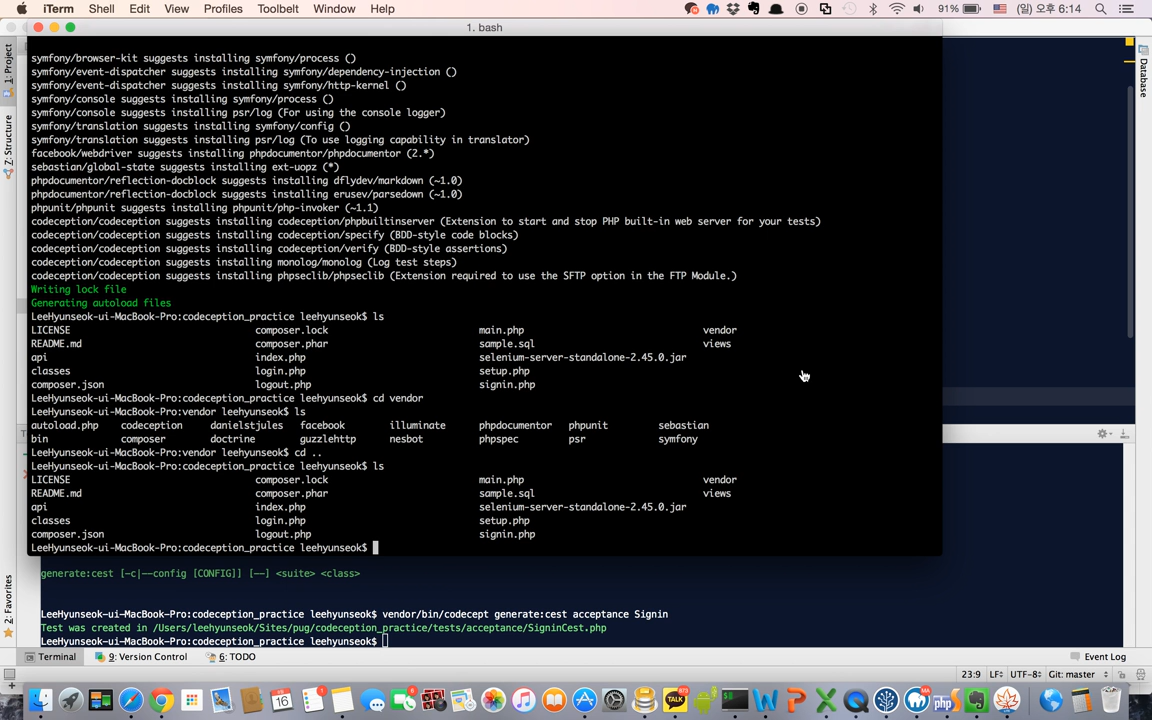 iTerm Shell Edit View Profiles Toolbelt Window Help 91% (일) 오후 6:14
1. bash
symfony/browser-kit suggests installing symfony/process ()
symfony/event-dispatcher suggests installing symfony/dependency-injection ()
symfony/event-dispatcher suggests installing symfony/http-kernel ()
symfony/console suggests installing symfony/process ()
symfony/console suggests installing psr/log (For using the console logger)
symfony/translation suggests installing symfony/config ()
symfony/translation suggests installing psr/log (To use logging capability in translator)
facebook/webdriver suggests installing phpdocumentor/phpdocumentor (2.*)
sebastian/global-state suggests installing ext-uopz (*)
phpdocumentor/reflection-docblock suggests installing dflydev/markdown (~1.0)
phpdocumentor/reflection-docblock suggests installing erusev/parsedown (~1.0)
phpunit/phpunit suggests installing phpunit/php-invoker (~1.1)
codeception/codeception suggests installing codeception/phpbuiltinserver (Extension to start and stop PHP built-in web server for your tests)
codeception/codeception suggests installing codeception/specify (BDD-style code blocks)
codeception/codeception suggests installing codeception/verify (BDD-style assertions)
codeception/codeception suggests installing monolog/monolog (Log test steps)
codeception/codeception suggests installing phpseclib/phpseclib (Extension required to use the SFTP option in the FTP Module.)
Writing lock file
Generating autoload files
LeeHyunseok-ui-MacBook-Pro:codeception_practice leehyunseok$ ls
LICENSE composer.lock main.php vendor
README.md composer.phar sample.sql views
api index.php selenium-server-standalone-2.45.0.jar
classes login.php setup.php
composer.json logout.php signin.php
LeeHyunseok-ui-MacBook-Pro:codeception_practice leehyunseok$ cd vendor
LeeHyunseok-ui-MacBook-Pro:vendor leehyunseok$ ls
autoload.php codeception danielstjules facebook illuminate phpdocumentor phpunit sebastian
bin composer doctrine guzzlehttp nesbot phpspec psr symfony
LeeHyunseok-ui-MacBook-Pro:vendor leehyunseok$ cd ..
LeeHyunseok-ui-MacBook-Pro:codeception_practice leehyunseok$ ls
LICENSE composer.lock main.php vendor
README.md composer.phar sample.sql views
api index.php selenium-server-standalone-2.45.0.jar
classes login.php setup.php
composer.json logout.php signin.php
LeeHyunseok-ui-MacBook-Pro:codeception_practice leehyunseok$
generate:cest [-c|--config [CONFIG]] [--] <suite> <class>
LeeHyunseok-ui-MacBook-Pro:codeception_practice leehyunseok$ vendor/bin/codecept generate:cest acceptance Signin
Test was created in /Users/leehyunseok/Sites/pug/codeception_practice/tests/acceptance/SigninCest.php
LeeHyunseok-ui-MacBook-Pro:codeception_practice leehyunseok$
1: Project
7: Structure
2: Favorites
Database
Terminal 9: Version Control 6: TODO Event Log
23:9 LF÷ UTF-8÷ Git: master